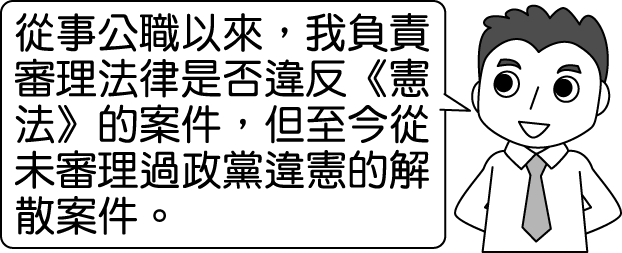 從事公職以來，我負責
審理法律是否違反《憲
法》的案件，但至今從
未審理過政黨違憲的解
散案件。